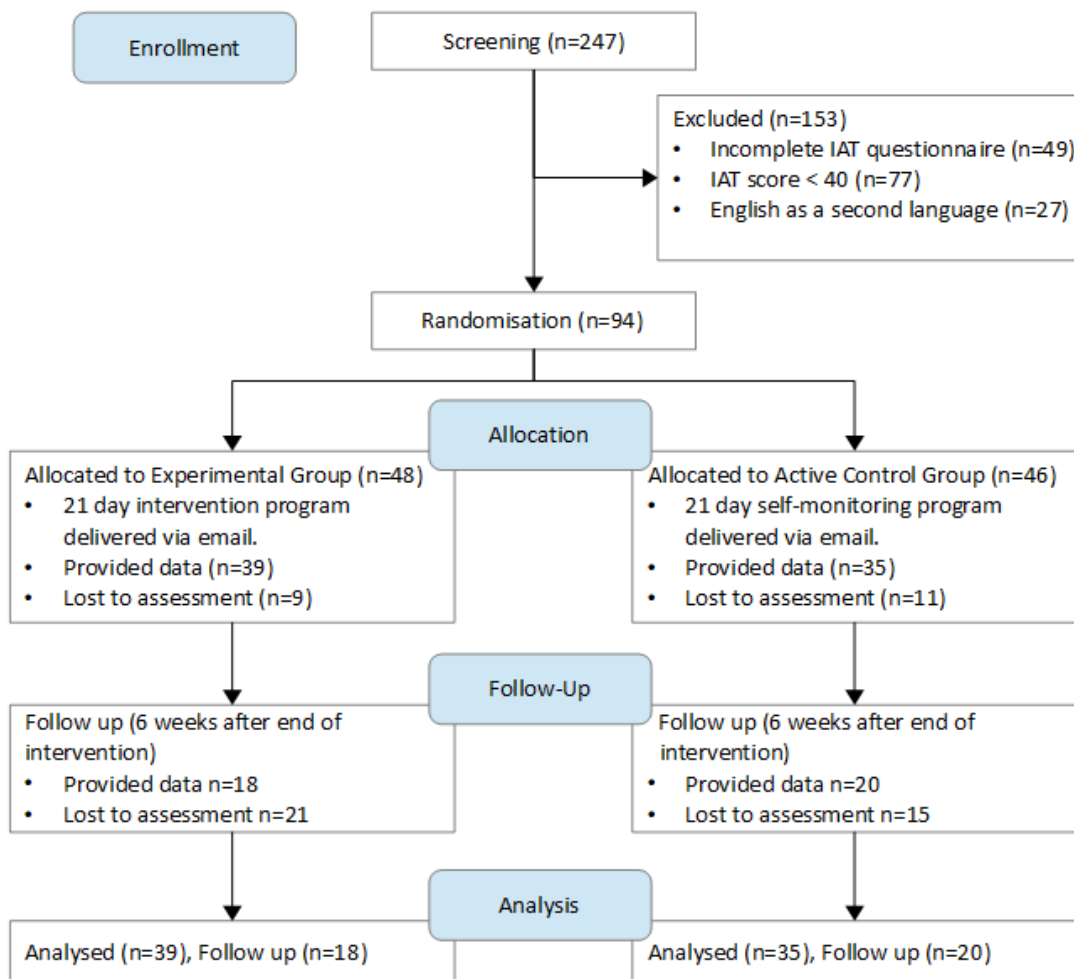 Enrollment
Screening (n=247)
Excluded (n=153)
• Incomplete IAT questionnaire (n=49)
• IAT score < 40 (n=77)
• English as a second language (n=27)
Randomisation (n=94)
Allocation
Allocated to Experimental Group (n=48)
• 21 day intervention program
delivered via email.
• Provided data (n=39)
• Lost to assessment (n=9)
Allocated to Active Control Group (n=46)
• 21 day self-monitoring program
delivered via email.
• Provided data (n=35)
• Lost to assessment (n=11)
Follow-Up
Follow up (6 weeks after end of
intervention)
• Provided data n=18
• Lost to assessment n=21
Follow up (6 weeks after end of
intervention)
• Provided data n=20
• Lost to assessment n=15
Analysis
Analysed (n=39), Follow up (n=18)
Analysed (n=35), Follow up (n=20)